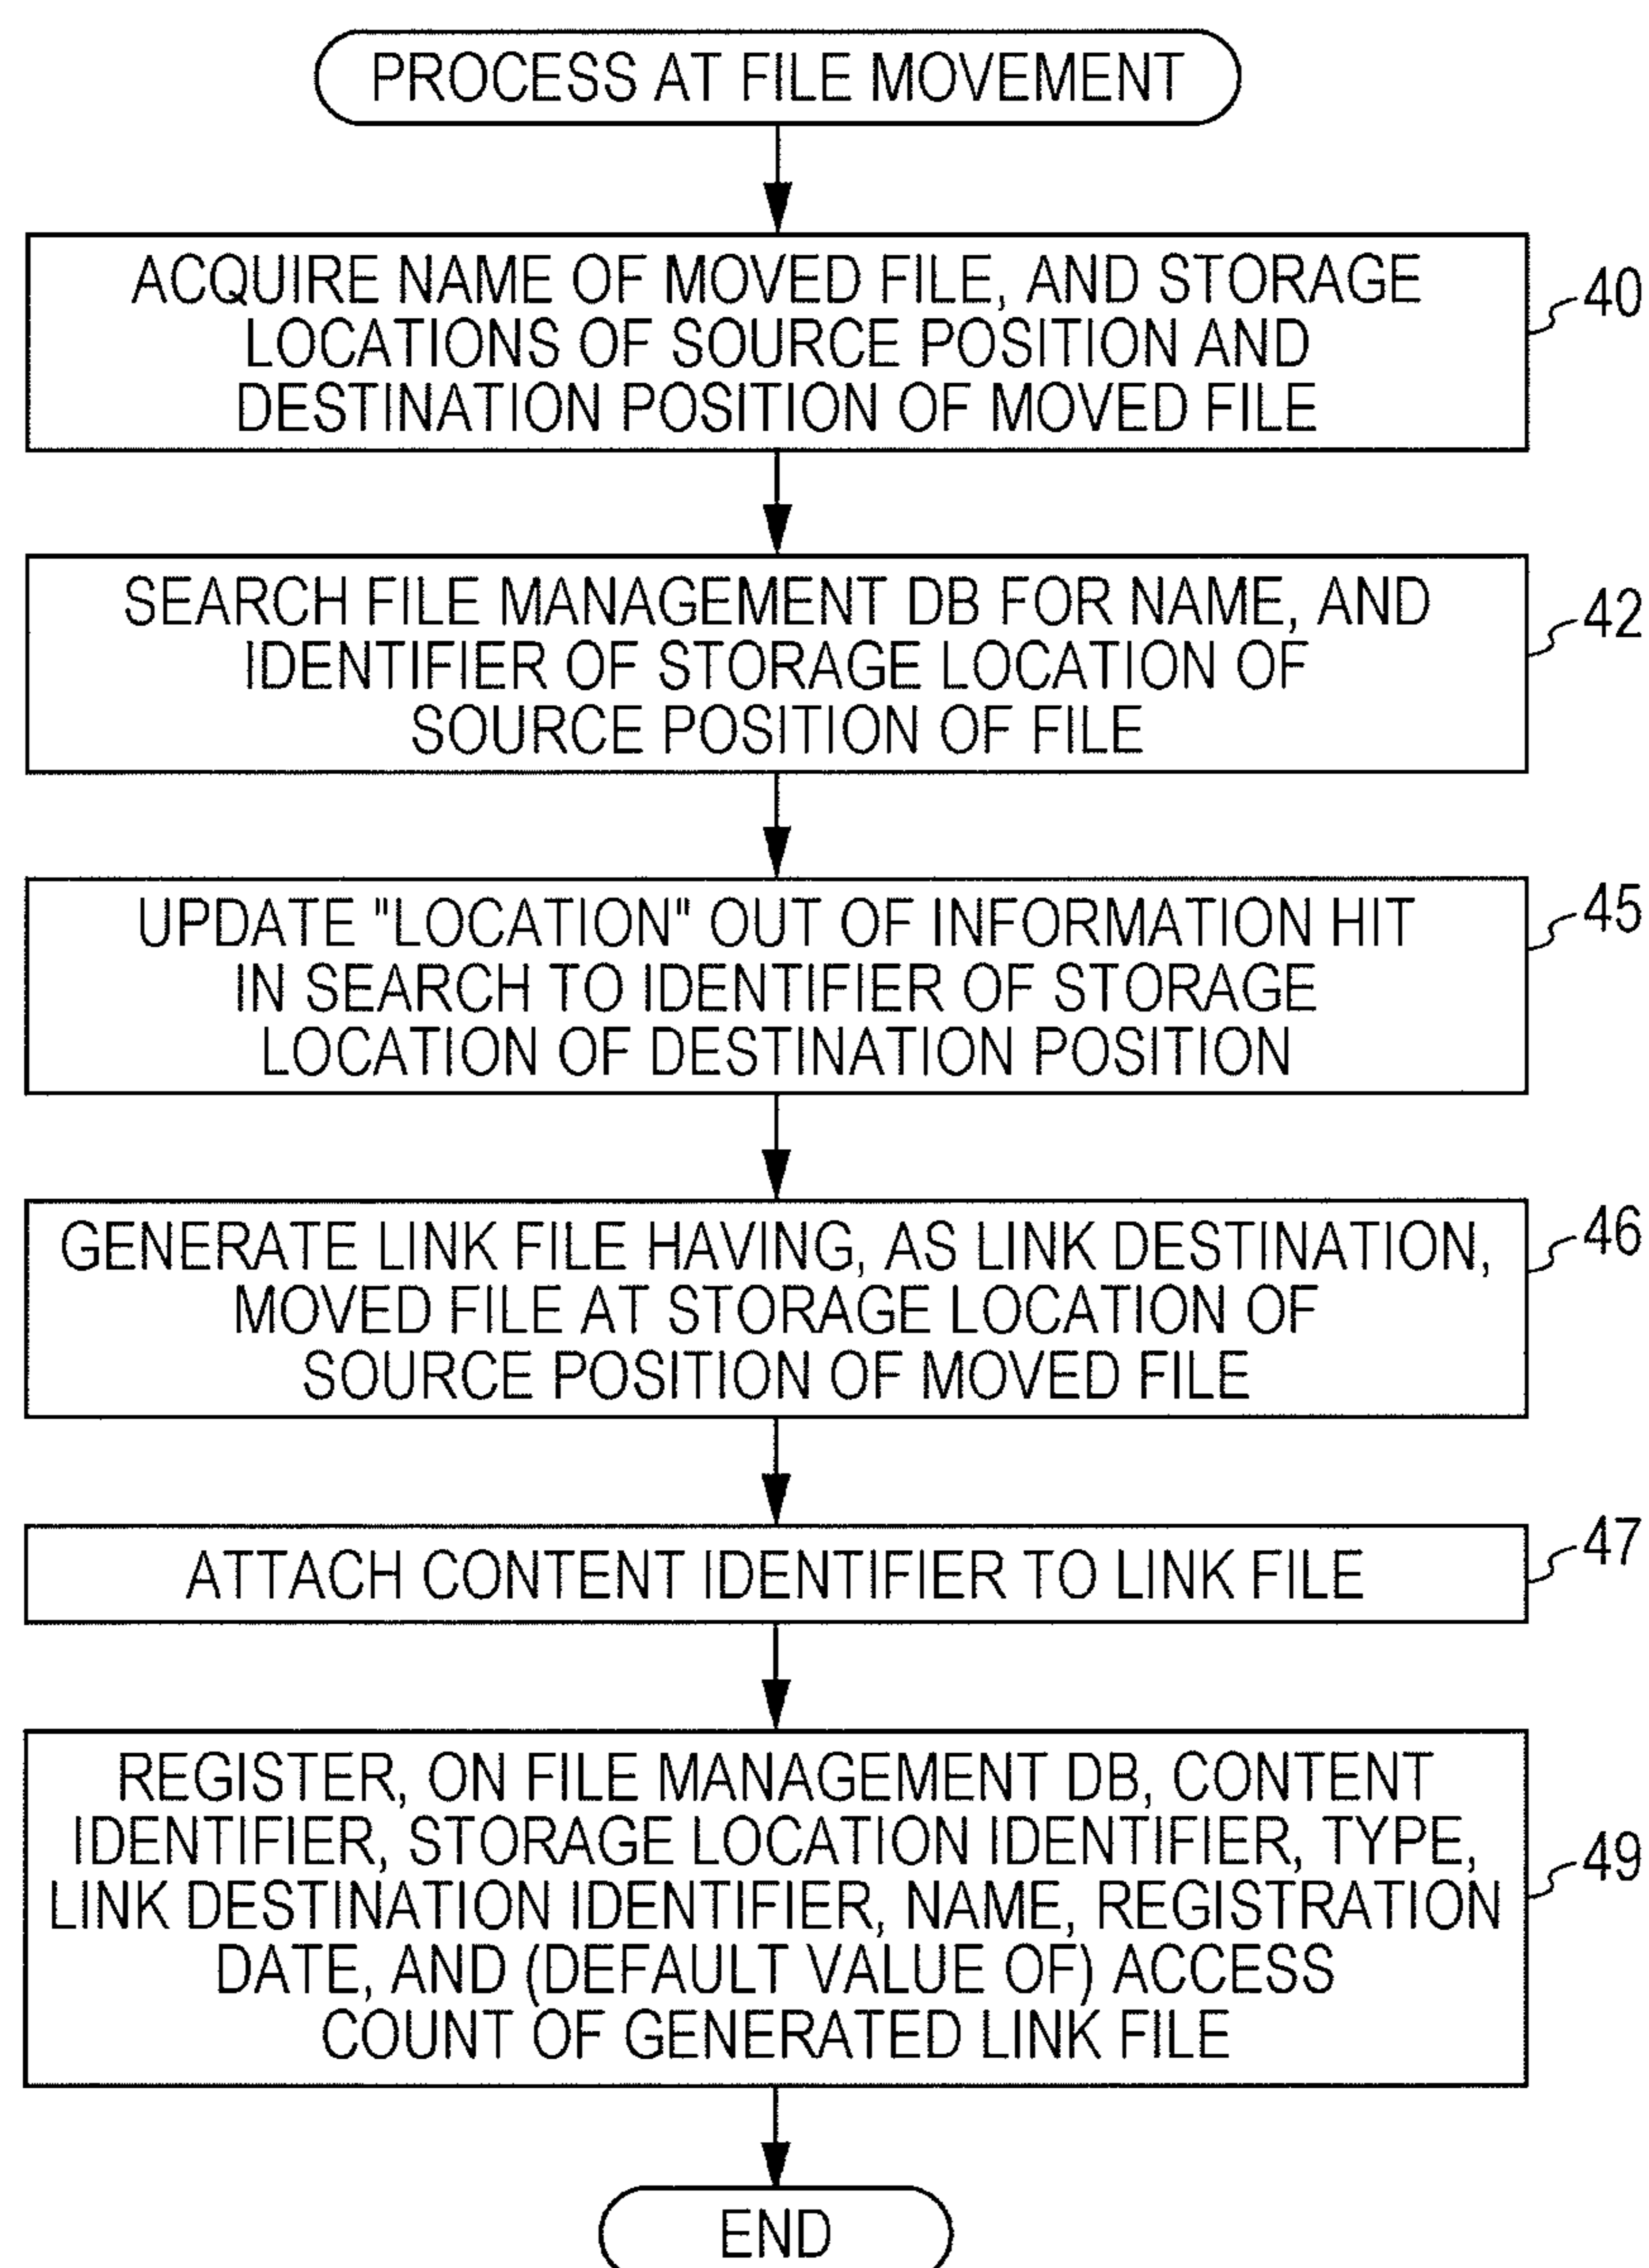 PROCESS AT FILE MOVEMENT
ACQUIRE NAME OF MOVED FILE, AND STORAGE
LOCATIONS OF SOURCE POSITION AND
DESTINATION POSITION OF MOVED FILE
40
SEARCH FILE MANAGEMENT DB FOR NAME, AND
IDENTIFIER OF STORAGE LOCATION OF
SOURCE POSITION OF FILE
42
UPDATE "LOCATION" OUT OF INFORMATION HIT
IN SEARCH TO IDENTIFIER OF STORAGE
LOCATION OF DESTINATION POSITION
45
GENERATE LINK FILE HAVING, AS LINK DESTINATION,
MOVED FILE AT STORAGE LOCATION OF
SOURCE POSITION OF MOVED FILE
46
ATTACH CONTENT IDENTIFIER TO LINK FILE
47
REGISTER, ON FILE MANAGEMENT DB, CONTENT
IDENTIFIER, STORAGE LOCATION IDENTIFIER, TYPE,
LINK DESTINATION IDENTIFIER, NAME, REGISTRATION
DATE, AND (DEFAULT VALUE OF) ACCESS
COUNT OF GENERATED LINK FILE
49
END